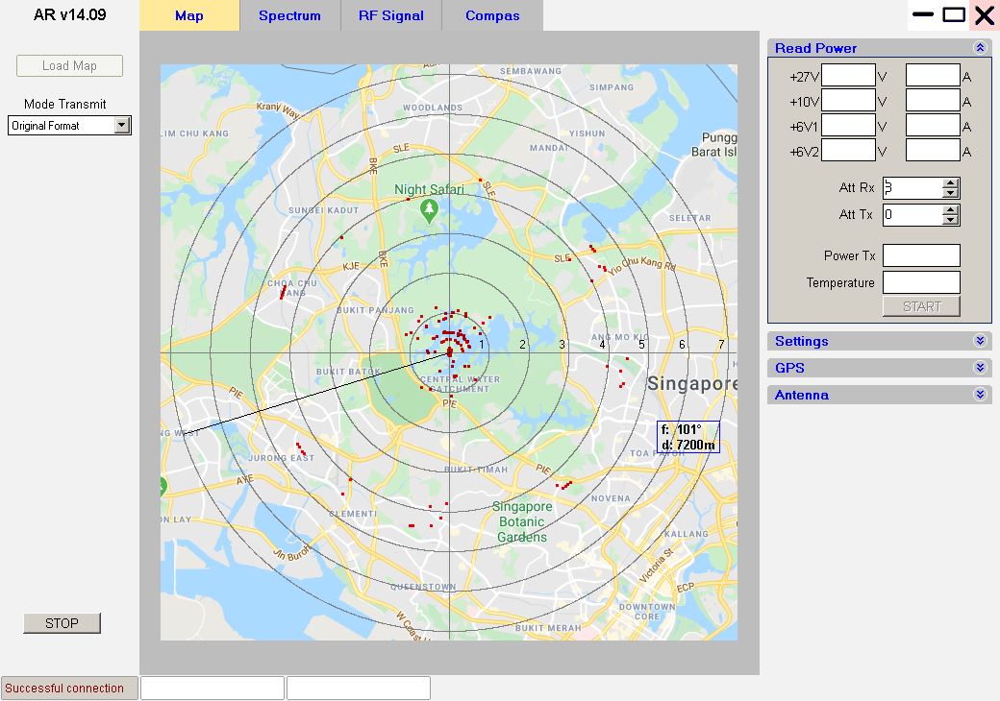 AR v14.09
Map
Spectrum
RF Signal
Compas
Load Map
Mode Transmit
Original Format
STOP
Successful connection
SEMBAWANG
SIMPANG
Kranji Way
WOODLANDS
LIM CHU KANG
YISHUN
Pungg
Barat Isl
SLE
MANDAI
BKE
Night Safari
SLE
SUNGEI KADUT
SELETAR
BKE
KJE
SLE
Yio Chu Kang Rd
CHOA CHU
KANG
BUKIT PANJANG
ANG MO KIO
1
2
3
4
5
6
7
BUKIT BATOK
CENTRAL WATER
CATCHMENT
Singapore
PIE
PIE
f: 101°
d: 7200m
NG WEST
TOA PAYOH
JURONG EAST
BUKIT TIMAH
PIE
AYE
NOVENA
Singapore
Botanic
Gardens
ON LAY
CLEMENTI
KALLANG
Jln Buroh
Victoria St
ECP
QUEENSTOWN
DOWNTOWN
CORE
W Coast H
BUKIT MERAH
Read Power
+27V V A
+10V V A
+6V1 V A
+6V2 V A
Att Rx 3
Att Tx 0
Power Tx
Temperature
START
Settings
GPS
Antenna